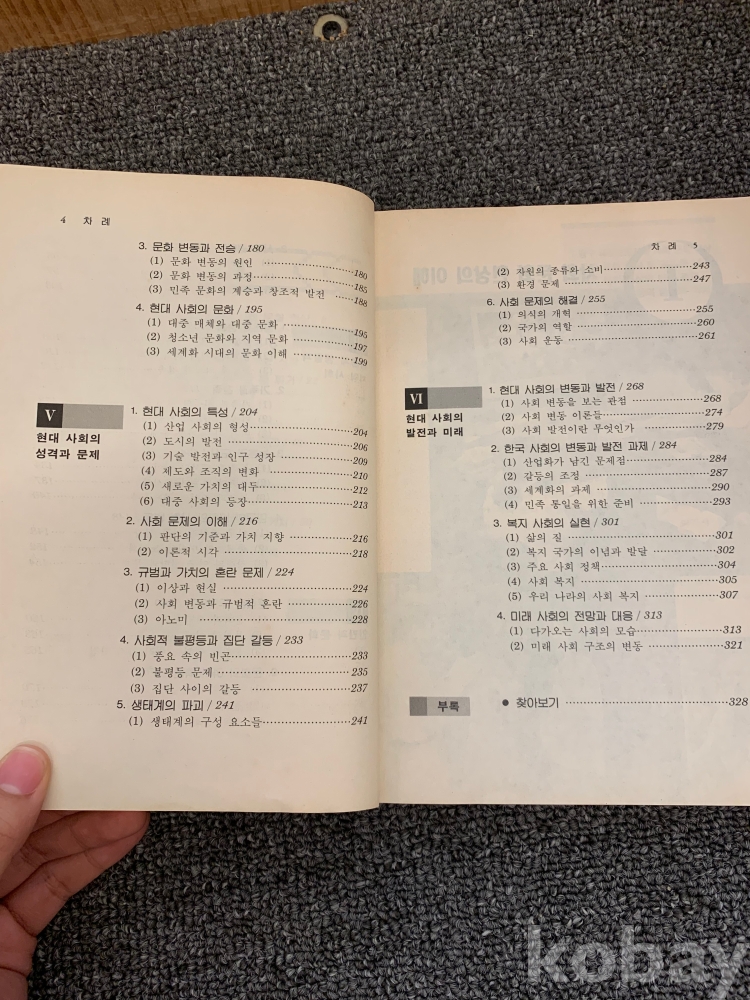 4 차 례
3. 문화 변동과 전승 / 180
(1) 문화 변동의 원인 ················180
(2) 문화 변동의 과정················185
(3) 민족 문화의 계승과 창조적 발전 ········188
4. 현대 사회의 문화 / 195
(1) 대중 매체와 대중 문화 ············195
(2) 청소년 문화와 지역 문화 ···········197
(3) 세계화 시대의 문화 이해 ···········199
V
현대 사회의
성격과 문제
1. 현대 사회의 특성 / 204
(1) 산업 사회의 형성················204
(2) 도시의 발전 ··················206
(3) 기술 발전과 인구 성장 ············209
(4) 제도와 조직의 변화 ·············210
(5) 새로운 가치의 대두··············212
(6) 대중 사회의 등장···············213
2. 사회 문제의 이해 / 216
(1) 판단의 기준과 가치 지향 ···········216
(2) 이론적 시각 ··················218
3. 규범과 가치의 혼란 문제 / 224
(1) 이상과 현실 ··················224
(2) 사회 변동과 규범적 혼란 ···········226
(3) 아노미 ·····················228
4. 사회적 불평등과 집단 갈등 / 233
(1) 풍요 속의 빈곤················233
(2) 불평등 문제 ··················235
(3) 집단 사이의 갈등 ···············237
5. 생태계의 파괴 / 241
(1) 생태계의 구성 요소들·············241
차 례 5
(2) 자원의 종류와 소비··············243
(3) 환경 문제 ···················247
6. 사회 문제의 해결 / 255
(1) 의식의 개혁 ··················255
(2) 국가의 역할 ··················260
(3) 사회 운동 ···················261
VI
현대 사회의
발전과 미래
1. 현대 사회의 변동과 발전 / 268
(1) 사회 변동을 보는 관점 ············268
(2) 사회 변동 이론들···············274
(3) 사회 발전이란 무엇인가 ···········279
2. 한국 사회의 변동과 발전 과제 / 284
(1) 산업화가 남긴 문제점·············284
(2) 갈등의 조정 ··················287
(3) 세계화의 과제 ················290
(4) 민족 통일을 위한 준비 ············293
3. 복지 사회의 실현 / 301
(1) 삶의 질 ····················301
(2) 복지 국가의 이념과 발달 ···········302
(3) 주요 사회 정책················304
(4) 사회 복지 ···················305
(5) 우리 나라의 사회 복지 ············307
4. 미래 사회의 전망과 대응 / 313
(1) 다가오는 사회의 모습·············313
(2) 미래 사회 구조의 변동 ············321
부록
● 찾아보기 ····················328
kobay